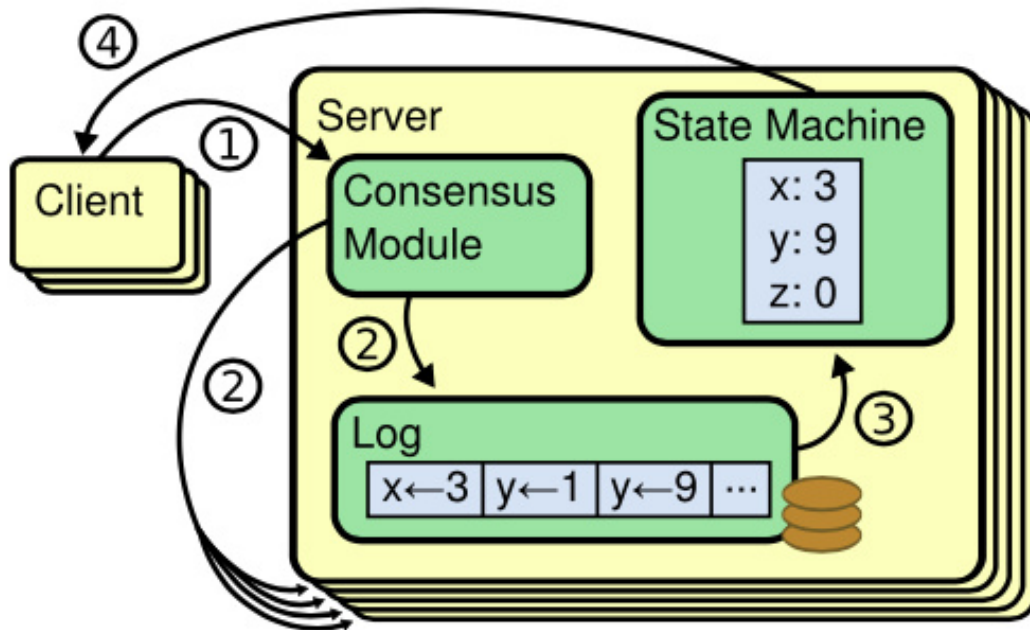 ④
①
Server
State Machine
x: 3
y: 9
z: 0
Client
Consensus
Module
②
②
③
Log
x←3 y←1 y←9 ...